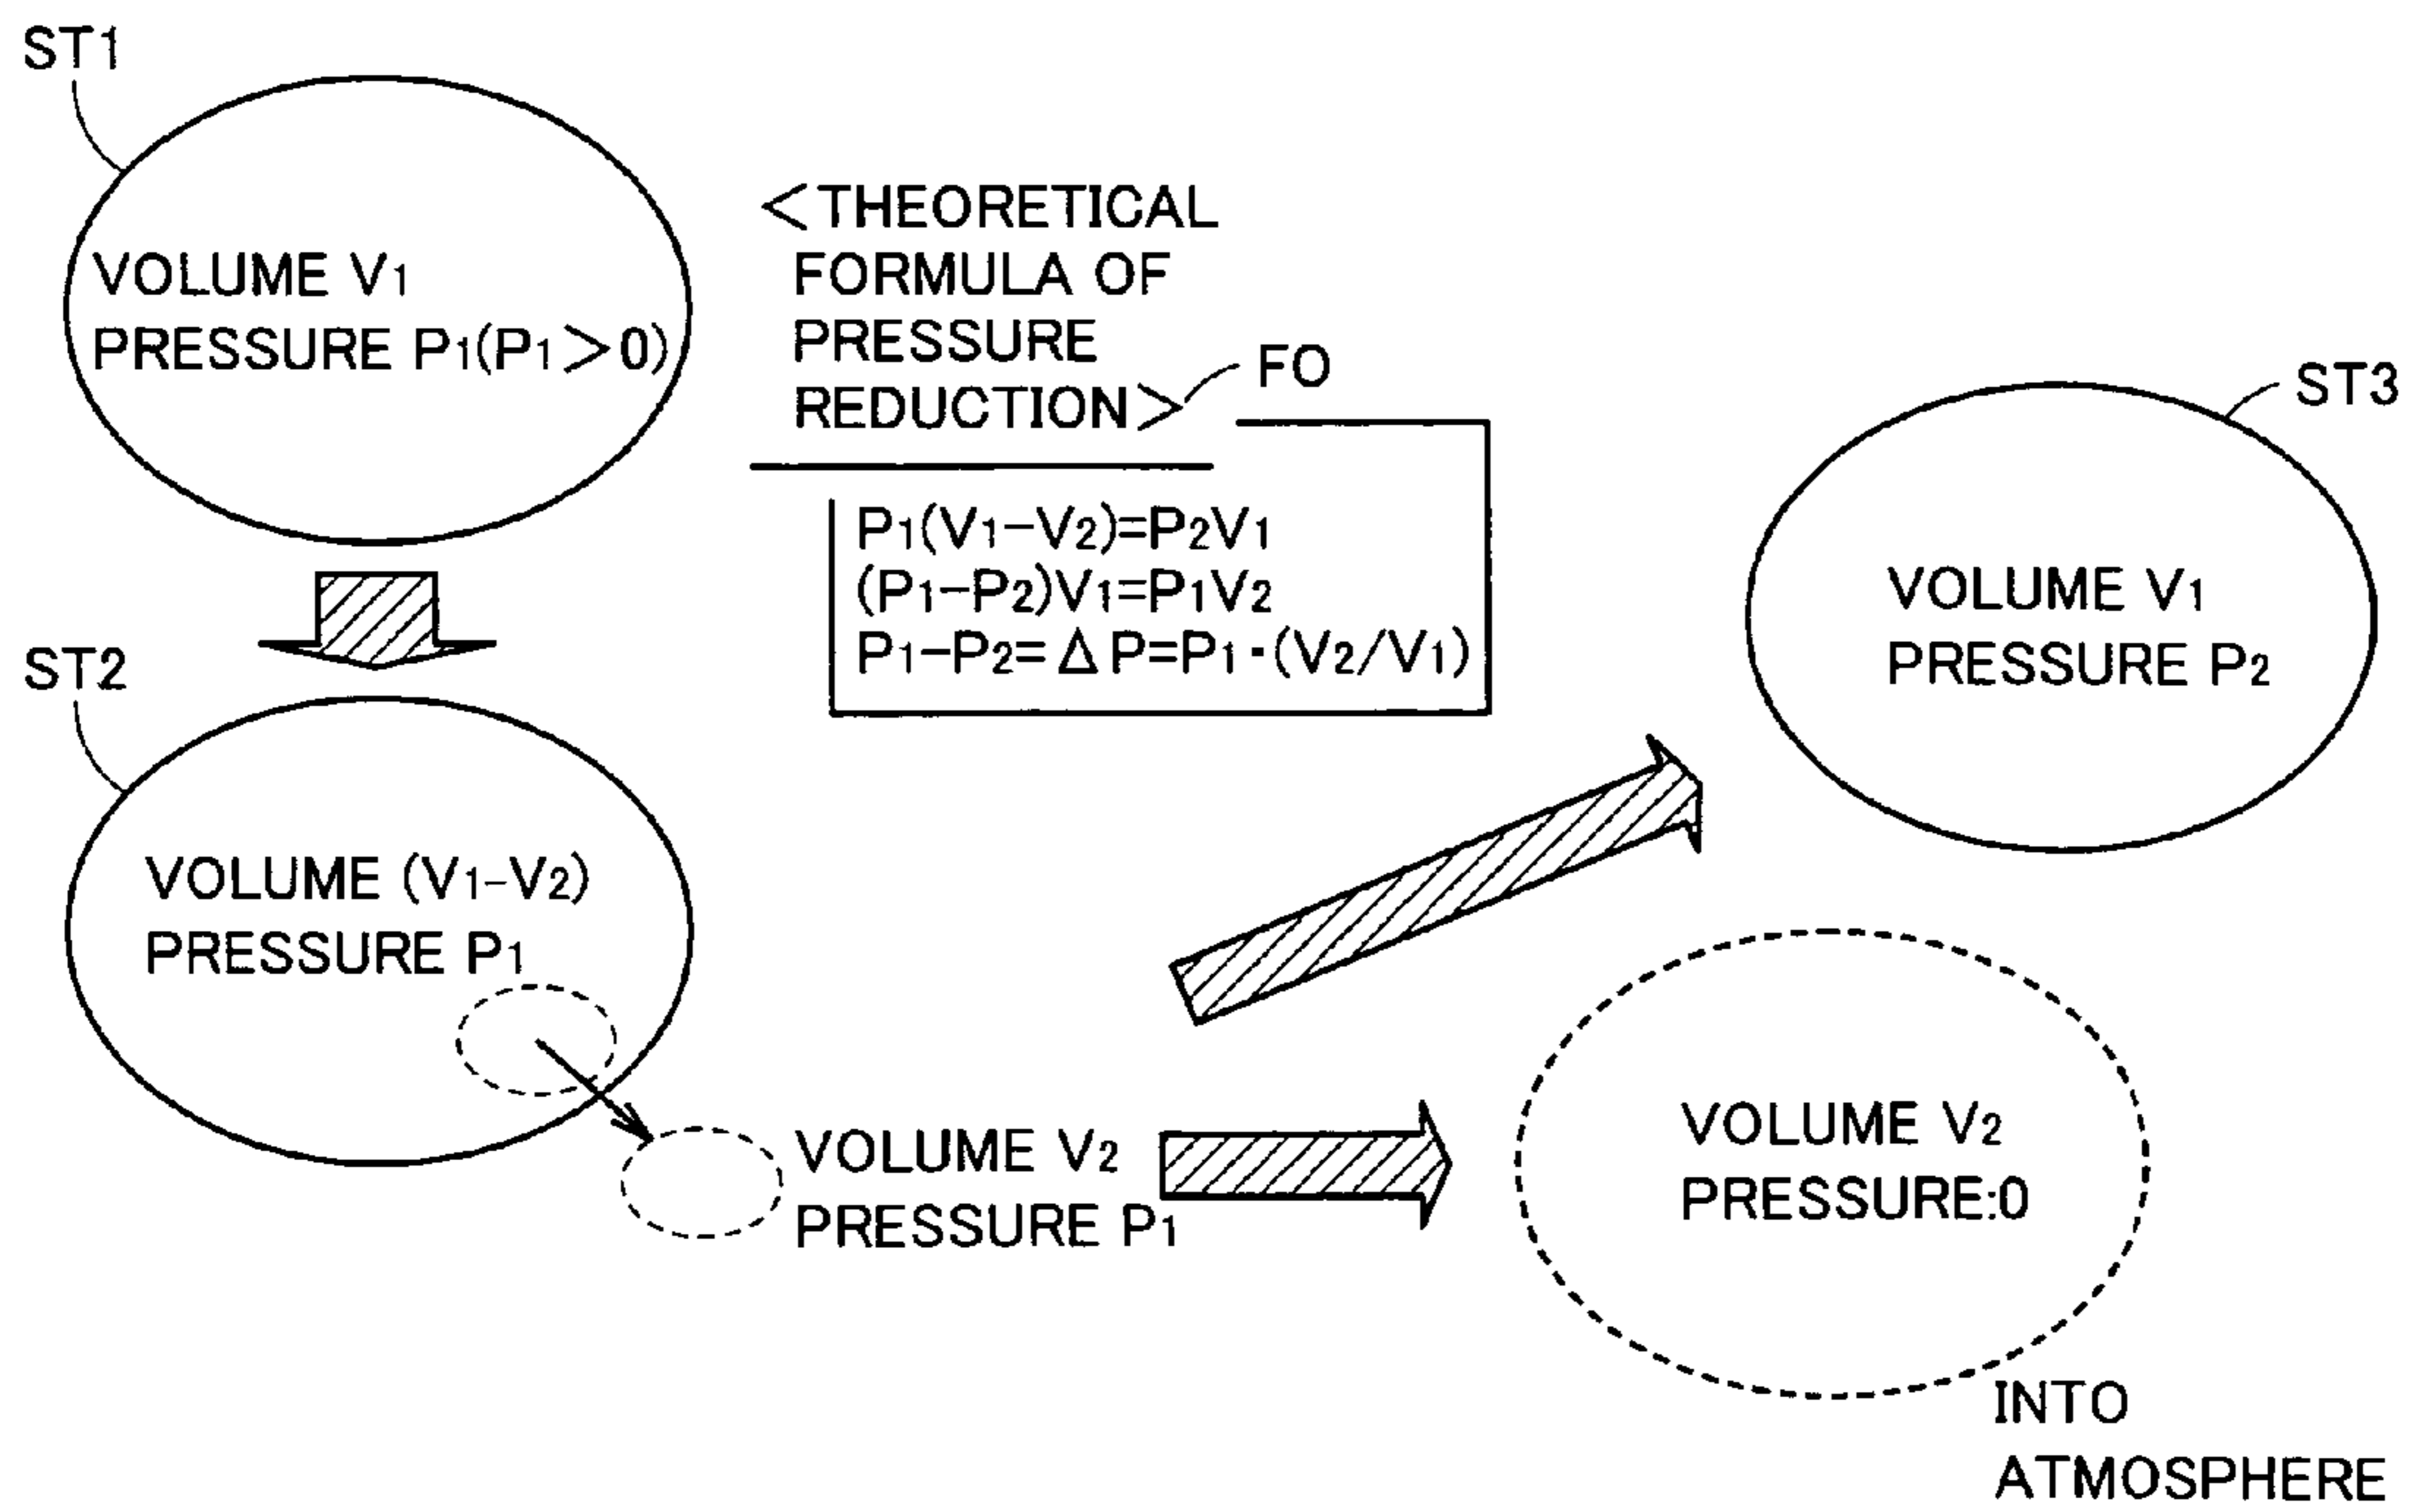 ST1
VOLUME V1
PRESSURE P1(P1>0)
<THEORETICAL
FORMULA OF
PRESSURE
REDUCTION>
FO
P1(V1-V2)=P2V1
(P1-P2)V1=P1V2
P1-P2=ΔP=P1·(V2/V1)
ST3
VOLUME V1
PRESSURE P2
ST2
VOLUME (V1-V2)
PRESSURE P1
VOLUME V2
PRESSURE P1
VOLUME V2
PRESSURE:0
INTO
ATMOSPHERE